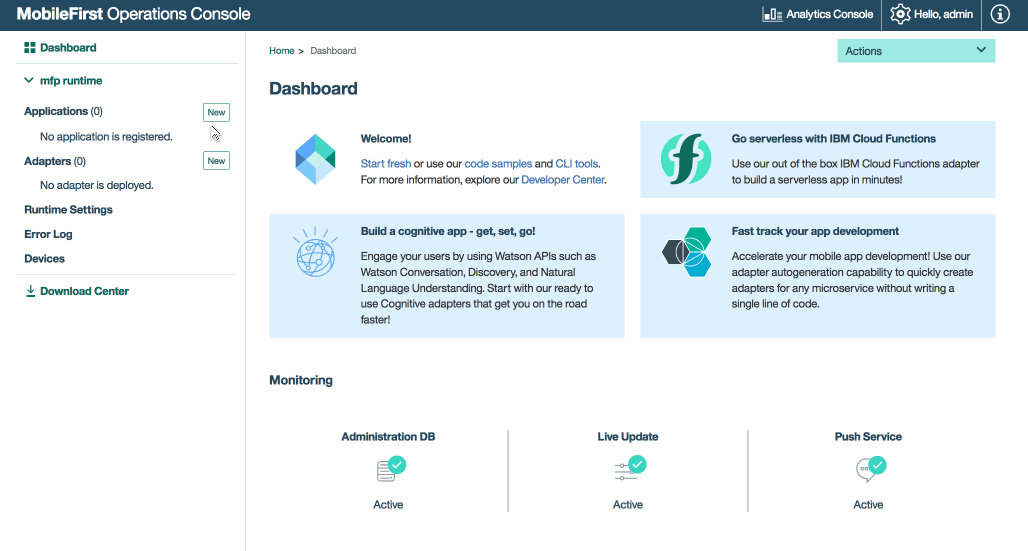 MobileFirst Operations Console
Analytics Console
Hello, admin
Dashboard
mfp runtime
Applications (0)
New
No application is registered.
Adapters (0)
New
No adapter is deployed.
Runtime Settings
Error Log
Devices
Download Center
Home > Dashboard
Actions
Dashboard
Welcome!
Start fresh or use our code samples and CLI tools.
For more information, explore our Developer Center.
Go serverless with IBM Cloud Functions
Use our out of the box IBM Cloud Functions adapter
to build a serverless app in minutes!
Build a cognitive app - get, set, go!
Engage your users by using Watson APIs such as
Watson Conversation, Discovery, and Natural
Language Understanding. Start with our ready to
use Cognitive adapters that get you on the road
faster!
Fast track your app development
Accelerate your mobile app development! Use our
adapter autogeneration capability to quickly create
adapters for any microservice without writing a
single line of code.
Monitoring
Administration DB
Active
Live Update
Active
Push Service
Active